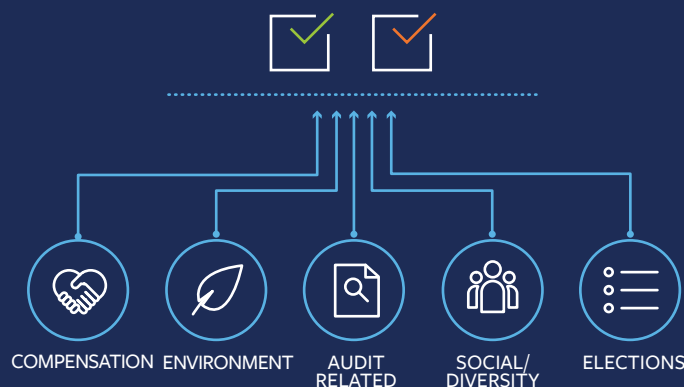 COMPENSATION
ENVIRONMENT
AUDIT
RELATED
SOCIAL/
DIVERSITY
ELECTIONS